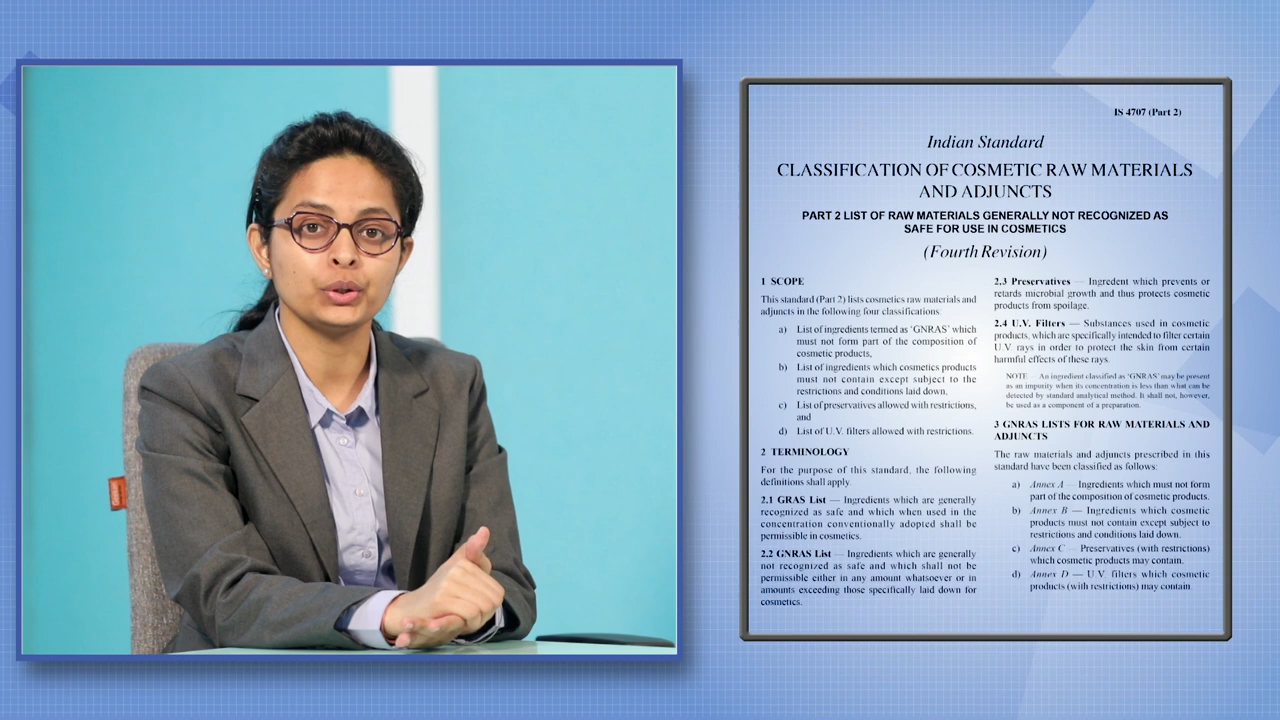 IS 4707 (Part 2)
Indian Standard
CLASSIFICATION OF COSMETIC RAW MATERIALS
AND ADJUNCTS
PART 2 LIST OF RAW MATERIALS GENERALLY NOT RECOGNIZED AS
SAFE FOR USE IN COSMETICS
(Fourth Revision)
1 SCOPE
This standard (Part 2) lists cosmetics raw materials and
adjuncts in the following four classifications:
a) List of ingredients termed as ‘GNRAS’ which
must not form part of the composition of
cosmetic products,
b) List of ingredients which cosmetics products
must not contain except subject to the
restrictions and conditions laid down,
c) List of preservatives allowed with restrictions,
and
d) List of U.V. filters allowed with restrictions.
2 TERMINOLOGY
For the purpose of this standard, the following
definitions shall apply.
2.1 GRAS List — Ingredients which are generally
recognized as safe and which when used in the
concentration conventionally adopted shall be
permissible in cosmetics.
2.2 GNRAS List — Ingredients which are generally
not recognized as safe and which shall not be
permissible either in any amount whatsoever or in
amounts exceeding those specifically laid down for
cosmetics.
2.3 Preservatives — Ingredent which prevents or
retards microbial growth and thus protects cosmetic
products from spoilage.
2.4 U.V. Filters — Substances used in cosmetic
products, which are specifically intended to filter certain
U.V. rays in order to protect the skin from certain
harmful effects of these rays.
NOTE — An ingredient classified as ‘GNRAS’ may be present
as an impurity when its concentration is less than what can be
detected by standard analytical method. It shall not, however,
be used as a component of a preparation.
3 GNRAS LISTS FOR RAW MATERIALS AND
ADJUNCTS
The raw materials and adjuncts prescribed in this
standard have been classified as follows:
a) Annex A — Ingredients which must not form
part of the composition of cosmetic products.
b) Annex B — Ingredients which cosmetic
products must not contain except subject to
restrictions and conditions laid down.
c) Annex C — Preservatives (with restrictions)
which cosmetic products may contain.
d) Annex D — U.V. filters which cosmetic
products (with restrictions) may contain